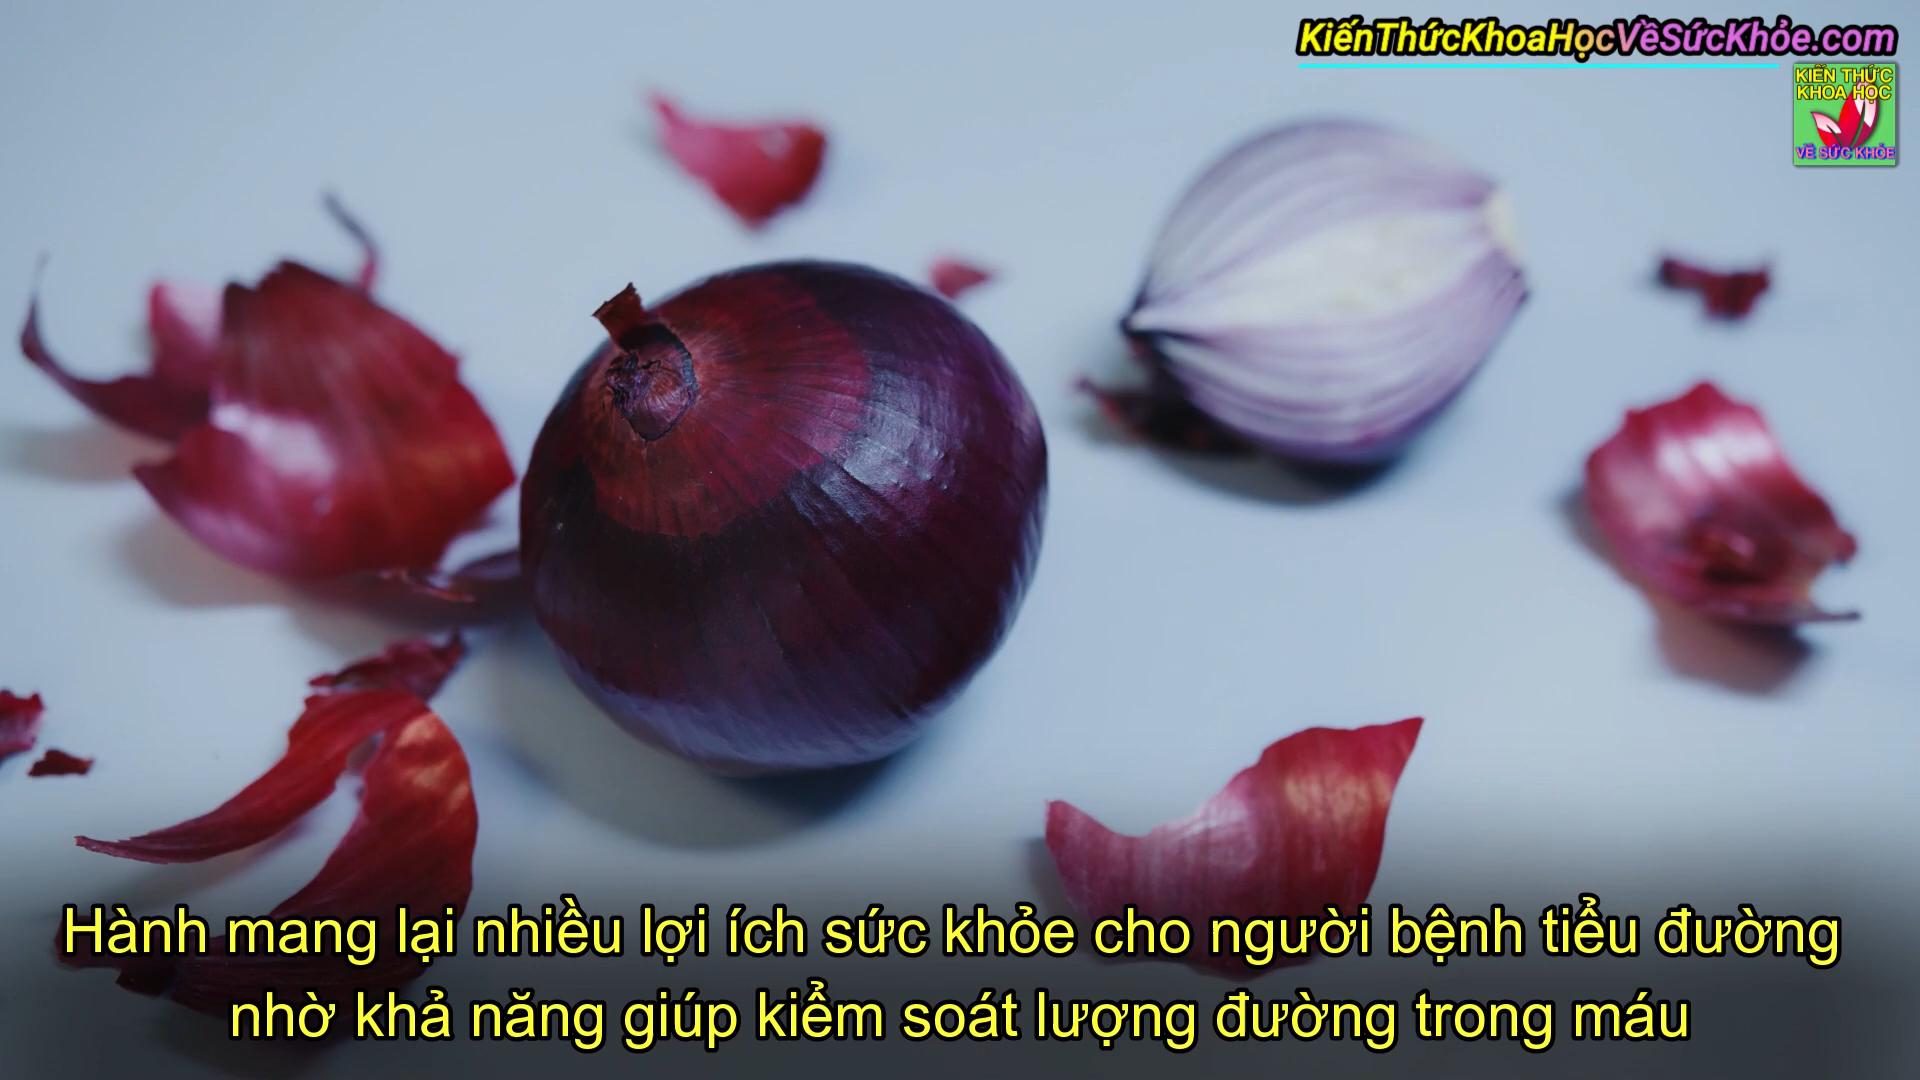 KiếnThứcKhoaHọcVềSứcKhỏe.com
KIẾN THỨC
KHOA HỌC
VỀ SỨC KHỎE
Hành mang lại nhiều lợi ích sức khỏe cho người bệnh tiểu đường
nhờ khả năng giúp kiểm soát lượng đường trong máu